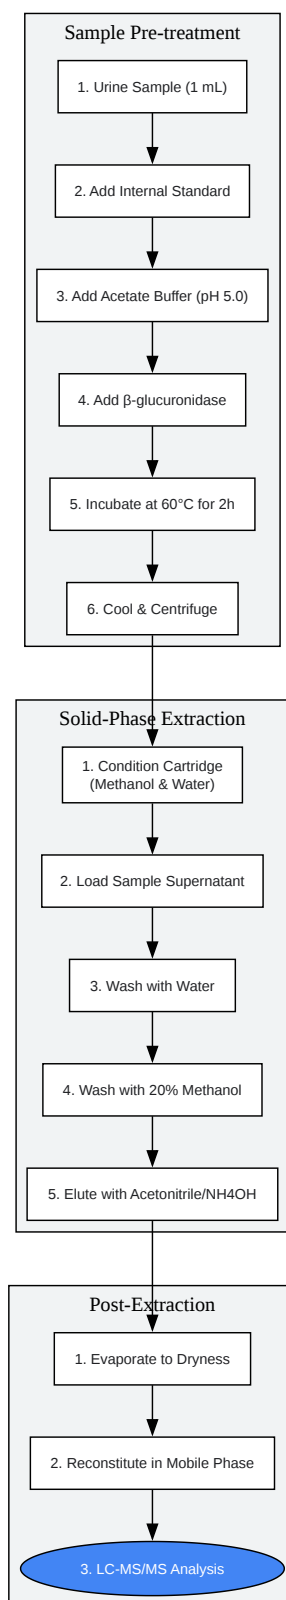 Sample Pre-treatment
1. Urine Sample (1 mL)
2. Add Internal Standard
3. Add Acetate Buffer (pH 5.0)
4. Add β-glucuronidase
5. Incubate at 60°C for 2h
6. Cool & Centrifuge
Solid-Phase Extraction
1. Condition Cartridge
(Methanol & Water)
2. Load Sample Supernatant
3. Wash with Water
4. Wash with 20% Methanol
5. Elute with Acetonitrile/NH4OH
Post-Extraction
1. Evaporate to Dryness
2. Reconstitute in Mobile Phase
3. LC-MS/MS Analysis